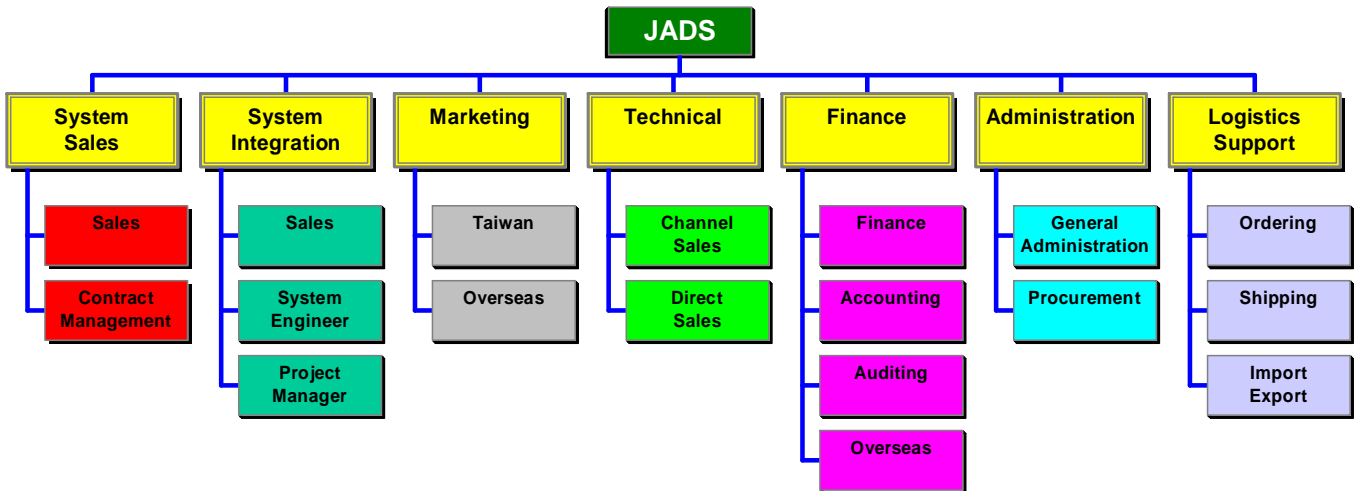 JADS
System
Sales
System
Integration
Marketing
Technical
Finance
Administration
Logistics
Support
Sales
Contract
Management
Sales
System
Engineer
Project
Manager
Taiwan
Overseas
Channel
Sales
Direct
Sales
Finance
Accounting
Auditing
Overseas
General
Administration
Procurement
Ordering
Shipping
Import
Export